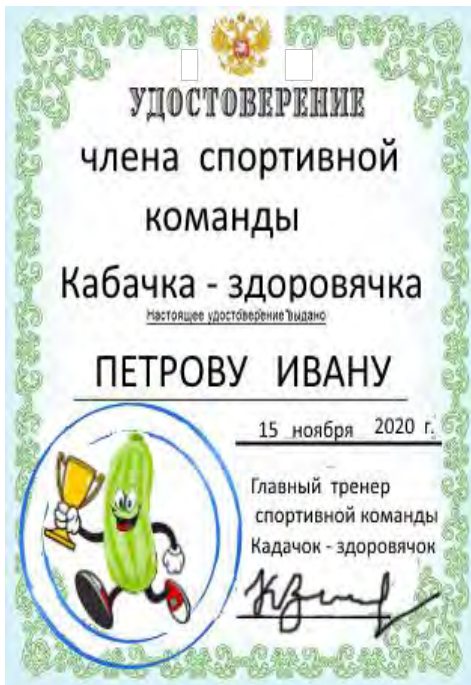 УДОСТОВЕРЕНИЕ
члена спортивной
команды
Кабачка - здоровячка
Настоящее удостоверение выдано
ПЕТРОВУ ИВАНУ
15 ноября 2020 г.
Главный тренер
спортивной команды
Кадачок - здоровячок